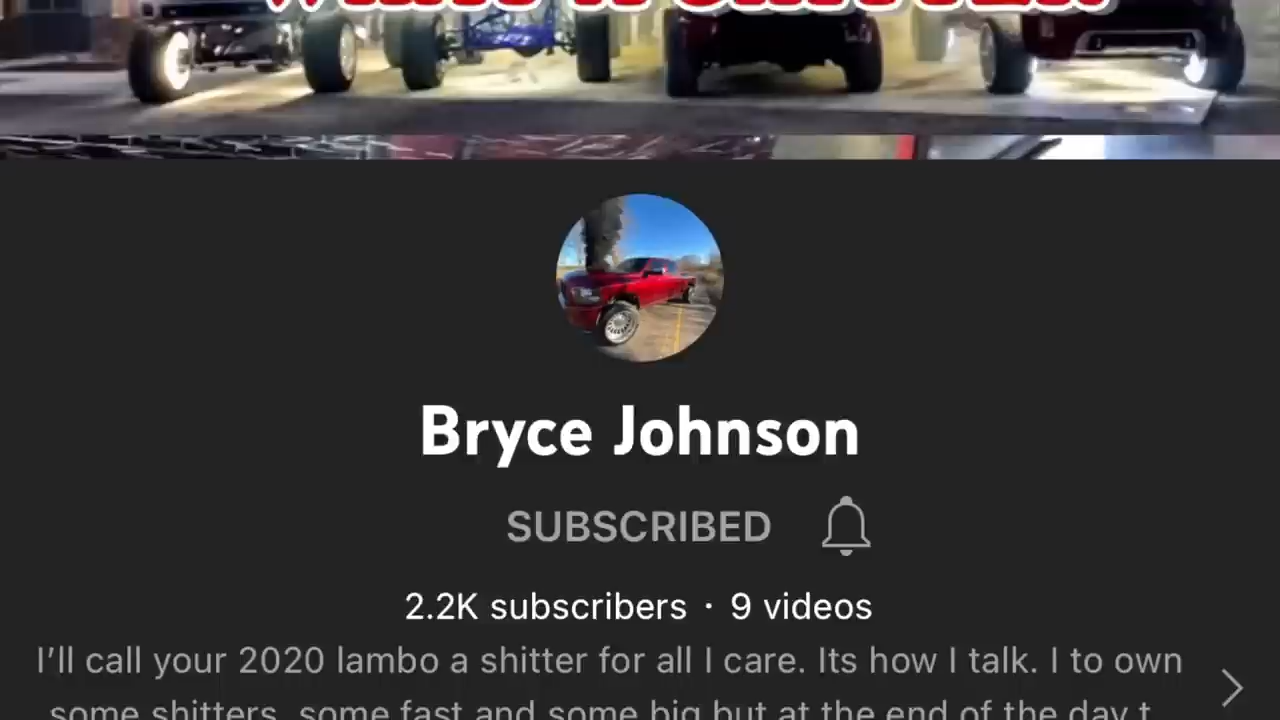 Bryce Johnson
SUBSCRIBED
2.2K subscribers · 9 videos
I’ll call your 2020 lambo a shitter for all I care. Its how I talk. I to own
some shitters, some fast and some big but at the end of the day t